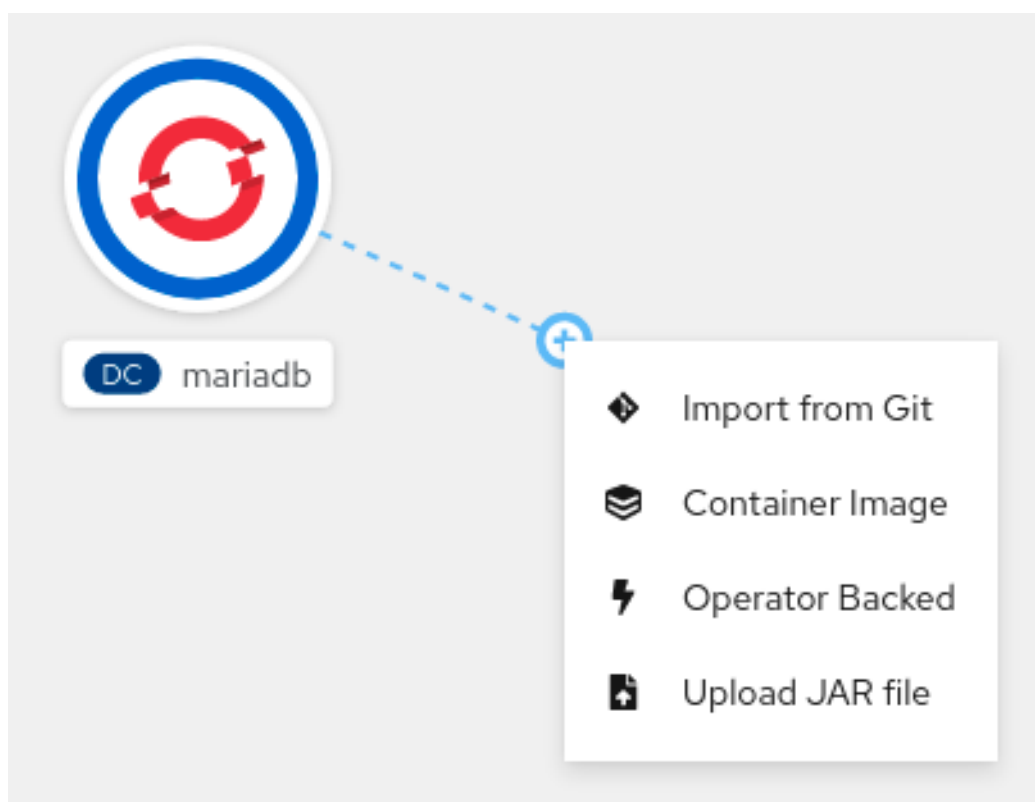 DC mariadb
Import from Git
Container Image
Operator Backed
Upload JAR file